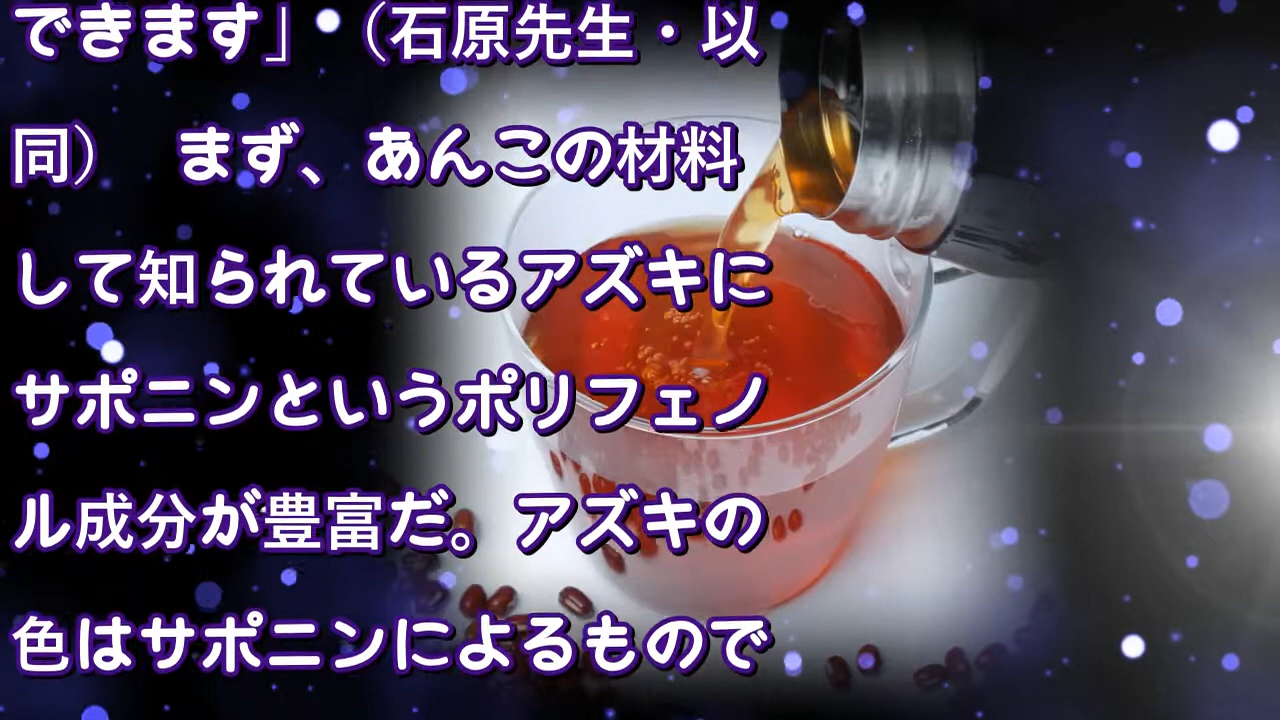 できます」（石原先生・以
同）　まず、あんこの材料
して知られているアズキに
サポニンというポリフェノ
ル成分が豊富だ。アズキの
色はサポニンによるもので